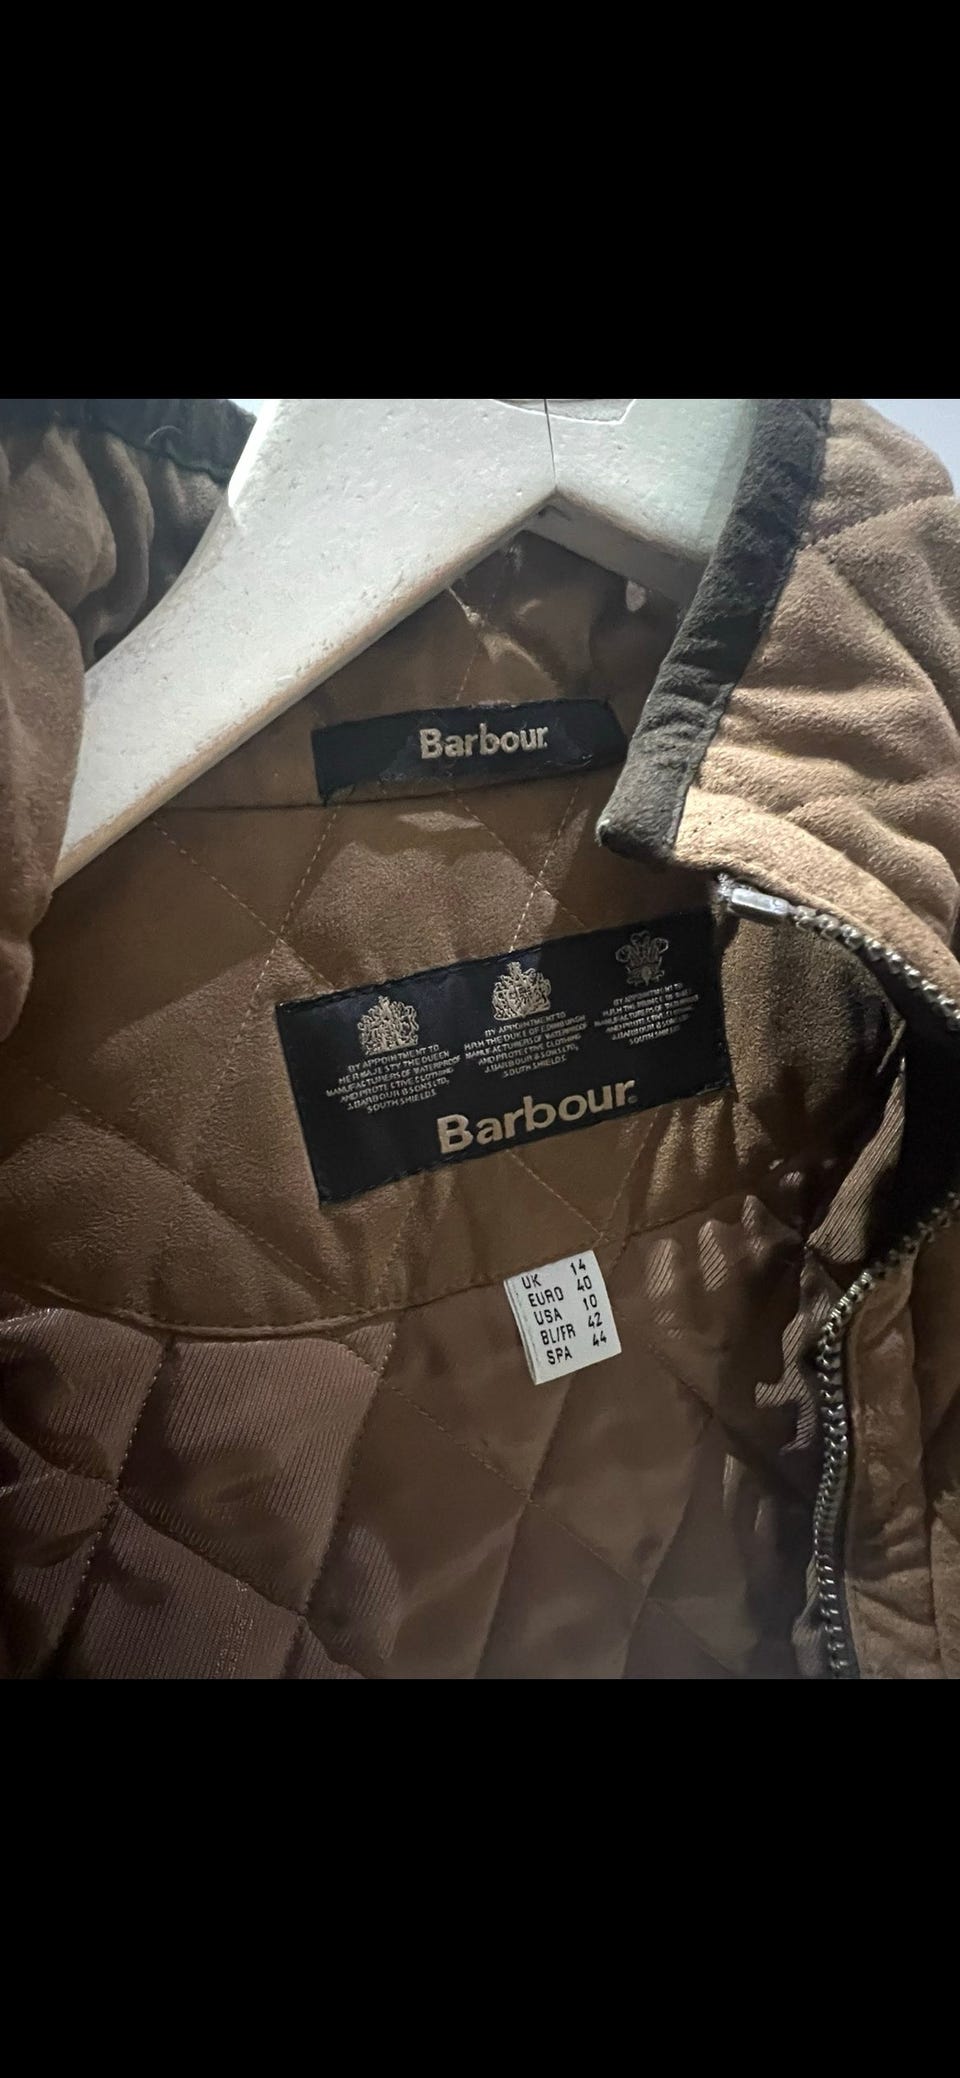 Barbour.
BY APPOINTMENT TO
HER MAJESTY THE QUEEN
MANUFACTURERS OF WATERPROOF
AND PROTECTIVE CLOTHING
J.BARBOUR & SONS LTD,
SOUTH SHIELDS
BY APPOINTMENT TO
H.R.H. THE DUKE OF EDINBURGH
MANUFACTURERS OF WATERPROOF
AND PROTECTIVE CLOTHING
J.BARBOUR & SONS LTD,
SOUTH SHIELDS
BY APPOINTMENT TO
H.R.H. THE PRINCE OF WALES
MANUFACTURERS OF WATERPROOF
AND PROTECTIVE CLOTHING
J.BARBOUR & SONS LTD,
SOUTH SHIELDS
Barbour.
UK 14
EURO 40
USA 10
BL/FR 42
SPA 44